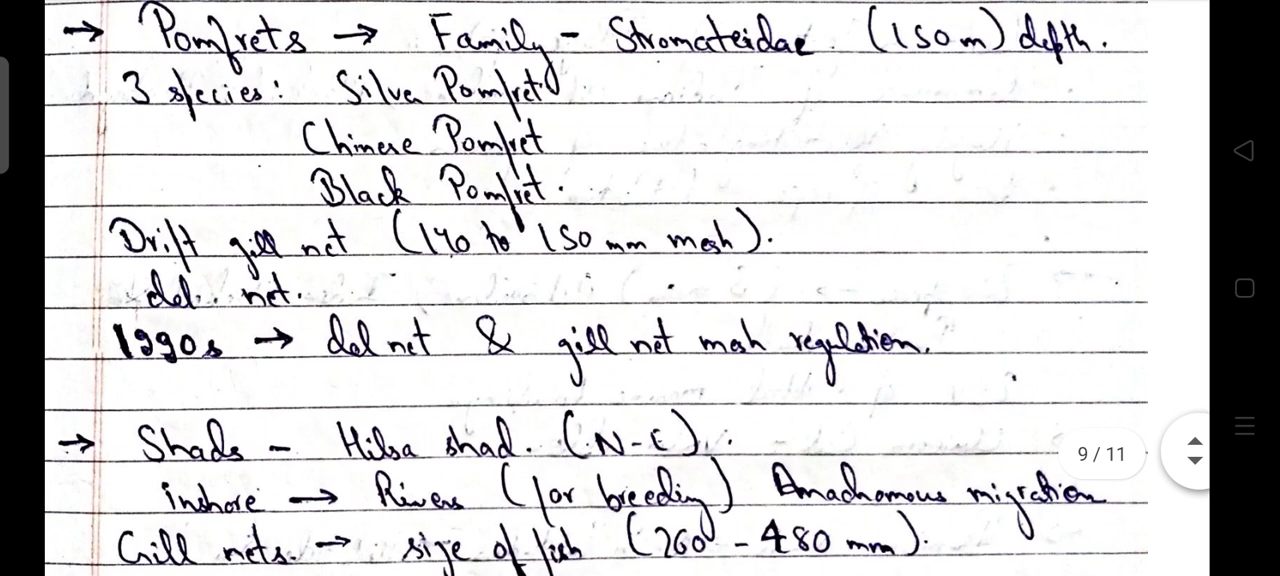 → Pomfrets → Family - Stromateidae. (150m) depth.
3 species: Silver Pomfret
Chinese Pomfret
Black Pomfret.
Drift gill net (140 to 150 mm mesh).
dol. net.
1990s → dol net & gill net mesh regulation.
→ Shads - Hilsa shad. (N-E).
inshore → Rivers (for breeding) Anadromous migration
Gill nets. → size of fish (260 - 480 mm).
9 / 11